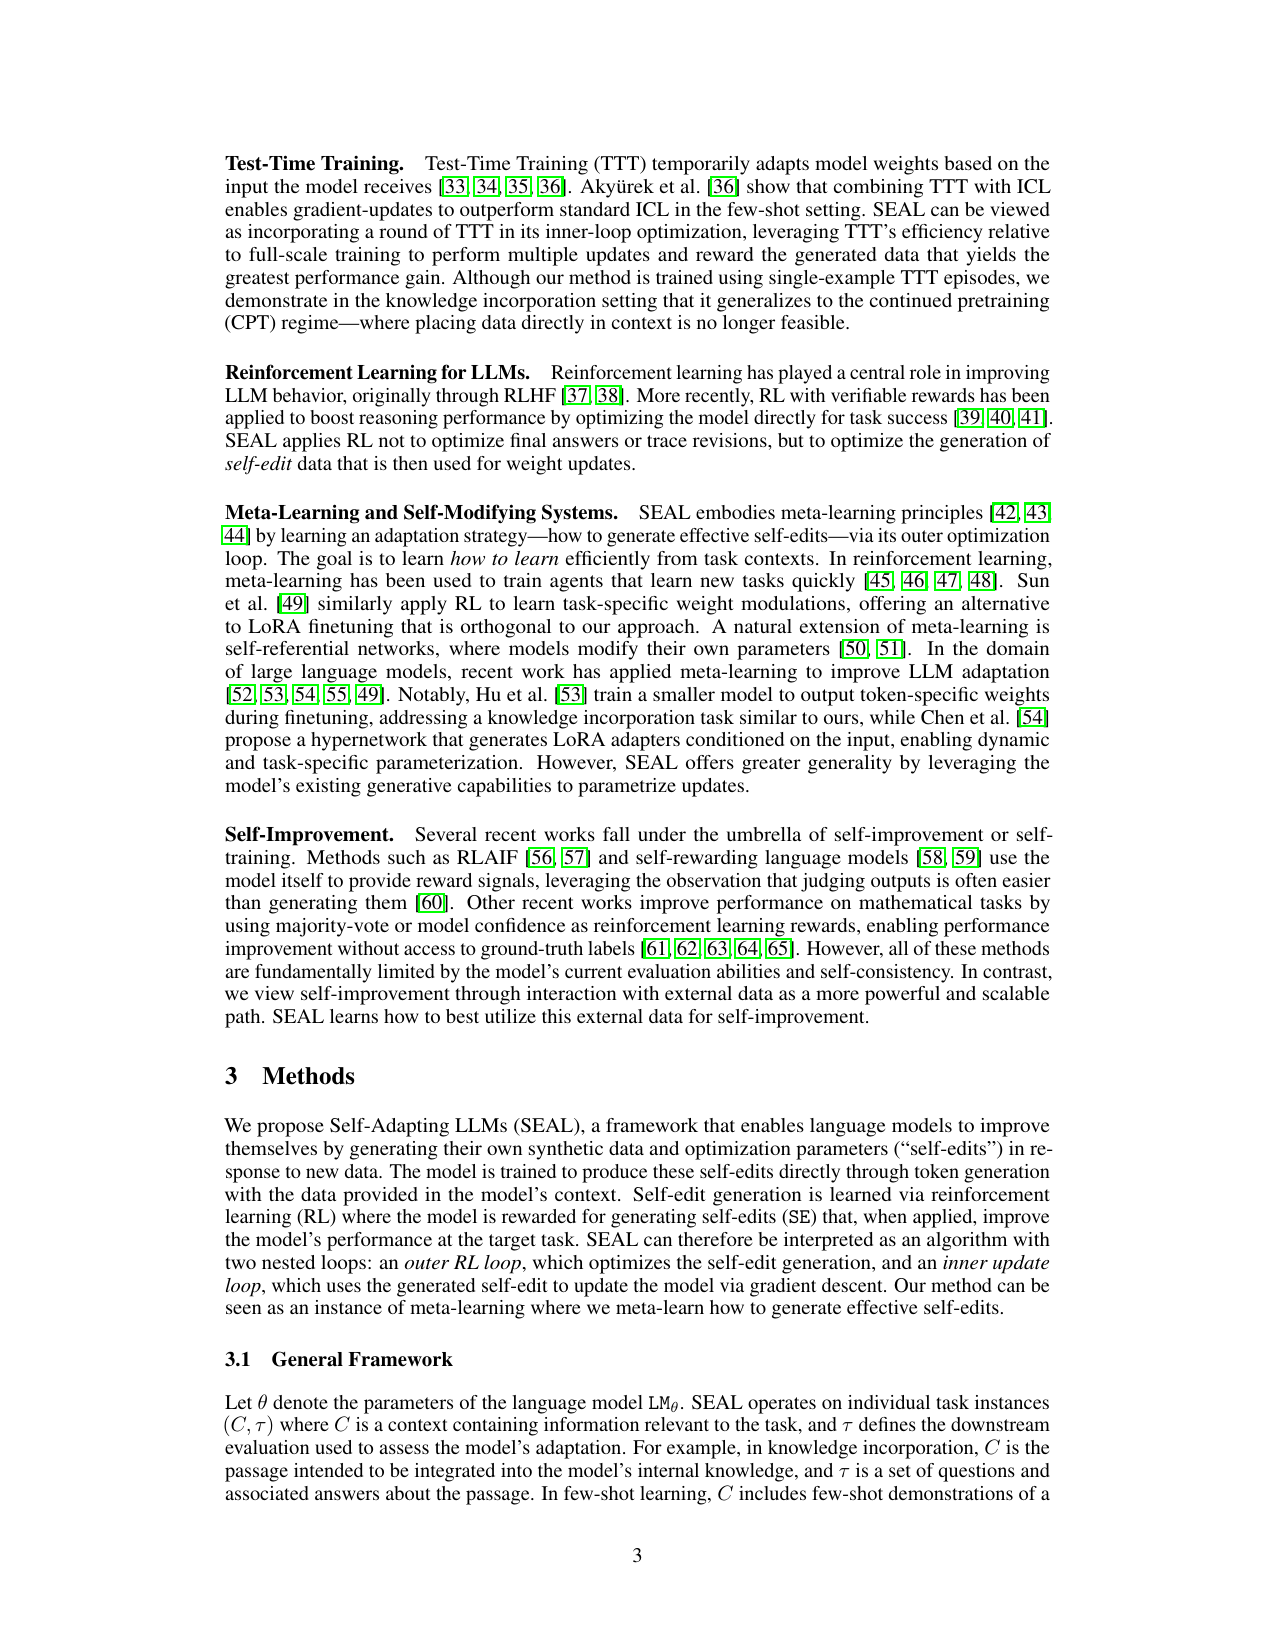 Test-Time Training. Test-Time Training (TTT) temporarily adapts model weights based on the
input the model receives [33, 34, 35, 36]. Akyürek et al. [36] show that combining TTT with ICL
enables gradient-updates to outperform standard ICL in the few-shot setting. SEAL can be viewed
as incorporating a round of TTT in its inner-loop optimization, leveraging TTT's efficiency relative
to full-scale training to perform multiple updates and reward the generated data that yields the
greatest performance gain. Although our method is trained using single-example TTT episodes, we
demonstrate in the knowledge incorporation setting that it generalizes to the continued pretraining
(CPT) regime—where placing data directly in context is no longer feasible.
Reinforcement Learning for LLMs. Reinforcement learning has played a central role in improving
LLM behavior, originally through RLHF [37, 38]. More recently, RL with verifiable rewards has been
applied to boost reasoning performance by optimizing the model directly for task success [39, 40, 41].
SEAL applies RL not to optimize final answers or trace revisions, but to optimize the generation of
self-edit data that is then used for weight updates.
Meta-Learning and Self-Modifying Systems. SEAL embodies meta-learning principles [42, 43,
44] by learning an adaptation strategy—how to generate effective self-edits—via its outer optimization
loop. The goal is to learn how to learn efficiently from task contexts. In reinforcement learning,
meta-learning has been used to train agents that learn new tasks quickly [45, 46, 47, 48]. Sun
et al. [49] similarly apply RL to learn task-specific weight modulations, offering an alternative
to LoRA finetuning that is orthogonal to our approach. A natural extension of meta-learning is
self-referential networks, where models modify their own parameters [50, 51]. In the domain
of large language models, recent work has applied meta-learning to improve LLM adaptation
[52, 53, 54, 55, 49]. Notably, Hu et al. [53] train a smaller model to output token-specific weights
during finetuning, addressing a knowledge incorporation task similar to ours, while Chen et al. [54]
propose a hypernetwork that generates LoRA adapters conditioned on the input, enabling dynamic
and task-specific parameterization. However, SEAL offers greater generality by leveraging the
model's existing generative capabilities to parametrize updates.
Self-Improvement. Several recent works fall under the umbrella of self-improvement or self-
training. Methods such as RLAIF [56, 57] and self-rewarding language models [58, 59] use the
model itself to provide reward signals, leveraging the observation that judging outputs is often easier
than generating them [60]. Other recent works improve performance on mathematical tasks by
using majority-vote or model confidence as reinforcement learning rewards, enabling performance
improvement without access to ground-truth labels [61, 62, 63, 64, 65]. However, all of these methods
are fundamentally limited by the model's current evaluation abilities and self-consistency. In contrast,
we view self-improvement through interaction with external data as a more powerful and scalable
path. SEAL learns how to best utilize this external data for self-improvement.
3 Methods
We propose Self-Adapting LLMs (SEAL), a framework that enables language models to improve
themselves by generating their own synthetic data and optimization parameters (“self-edits”) in re-
sponse to new data. The model is trained to produce these self-edits directly through token generation
with the data provided in the model's context. Self-edit generation is learned via reinforcement
learning (RL) where the model is rewarded for generating self-edits (SE) that, when applied, improve
the model's performance at the target task. SEAL can therefore be interpreted as an algorithm with
two nested loops: an outer RL loop, which optimizes the self-edit generation, and an inner update
loop, which uses the generated self-edit to update the model via gradient descent. Our method can be
seen as an instance of meta-learning where we meta-learn how to generate effective self-edits.
3.1 General Framework
Let θ denote the parameters of the language model LMθ. SEAL operates on individual task instances
(C, τ) where C is a context containing information relevant to the task, and τ defines the downstream
evaluation used to assess the model's adaptation. For example, in knowledge incorporation, C is the
passage intended to be integrated into the model's internal knowledge, and τ is a set of questions and
associated answers about the passage. In few-shot learning, C includes few-shot demonstrations of a
3